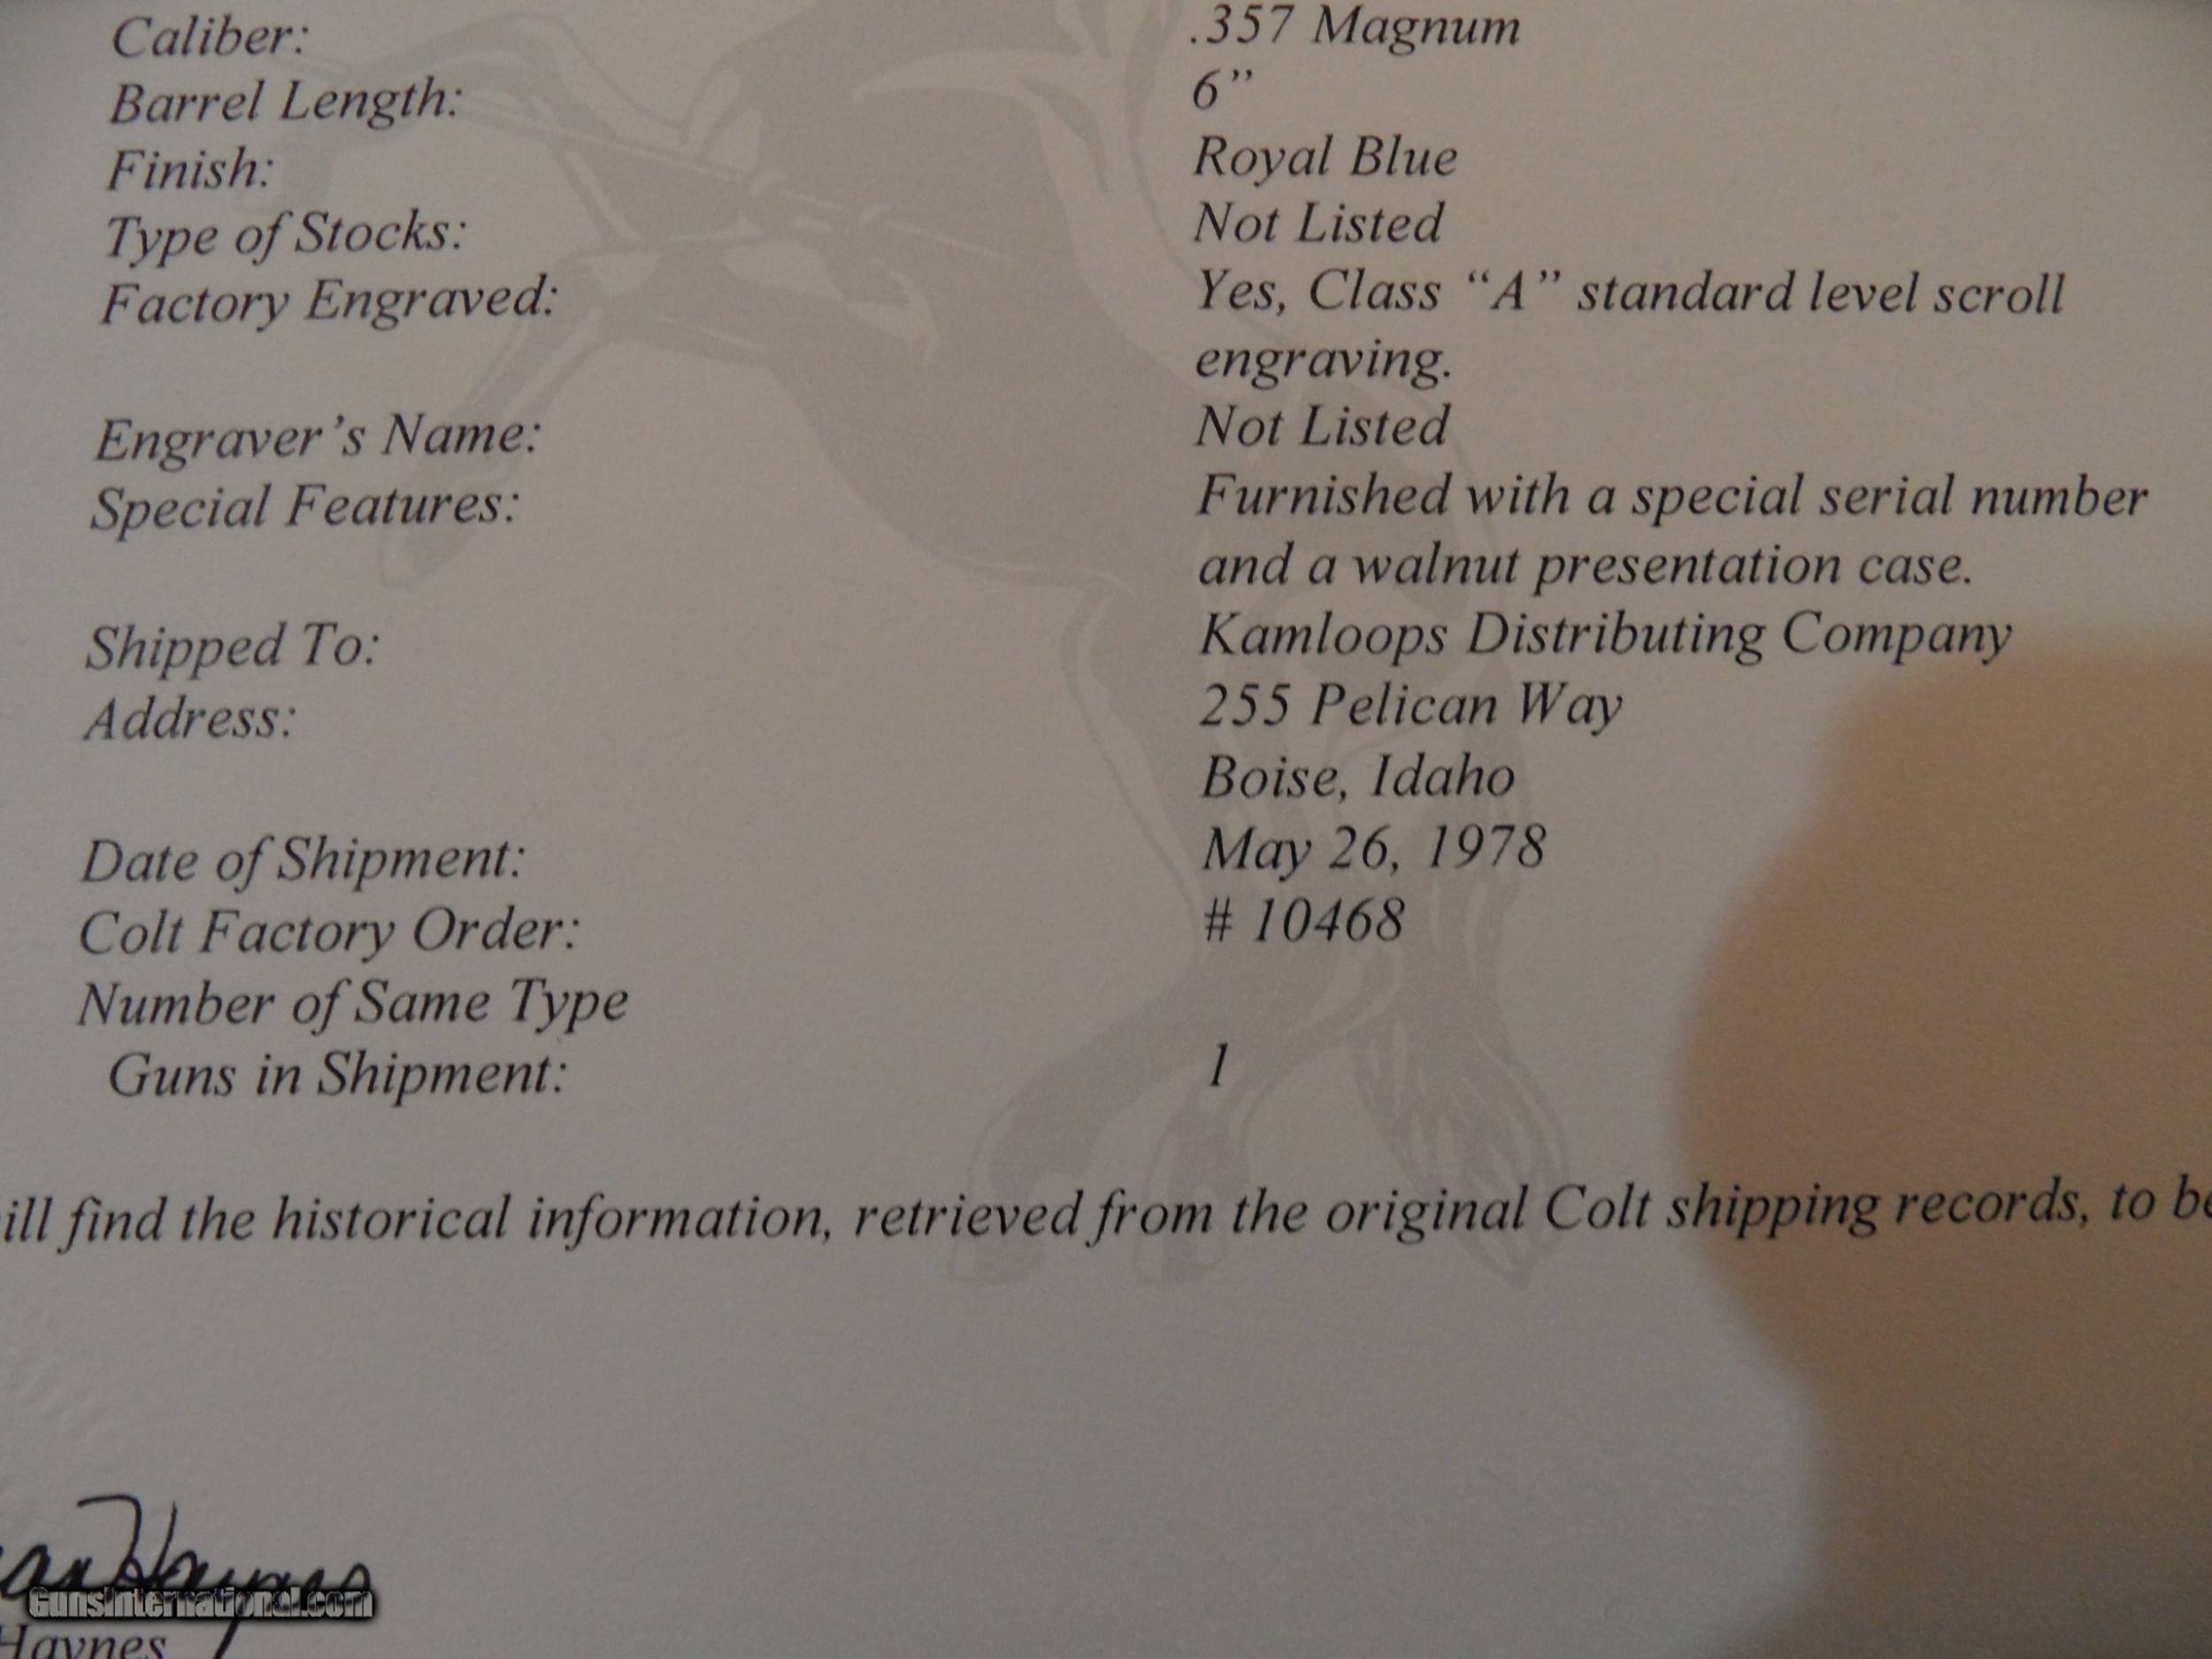 Caliber: .357 Magnum
Barrel Length: 6”
Finish: Royal Blue
Type of Stocks: Not Listed
Factory Engraved: Yes, Class “A” standard level scroll
engraving.
Engraver’s Name: Not Listed
Special Features: Furnished with a special serial number
and a walnut presentation case.
Shipped To: Kamloops Distributing Company
Address: 255 Pelican Way
Boise, Idaho
Date of Shipment: May 26, 1978
Colt Factory Order: # 10468
Number of Same Type
Guns in Shipment: 1
ill find the historical information, retrieved from the original Colt shipping records, to be
an Haynes
GunsInternational.com
Haynes